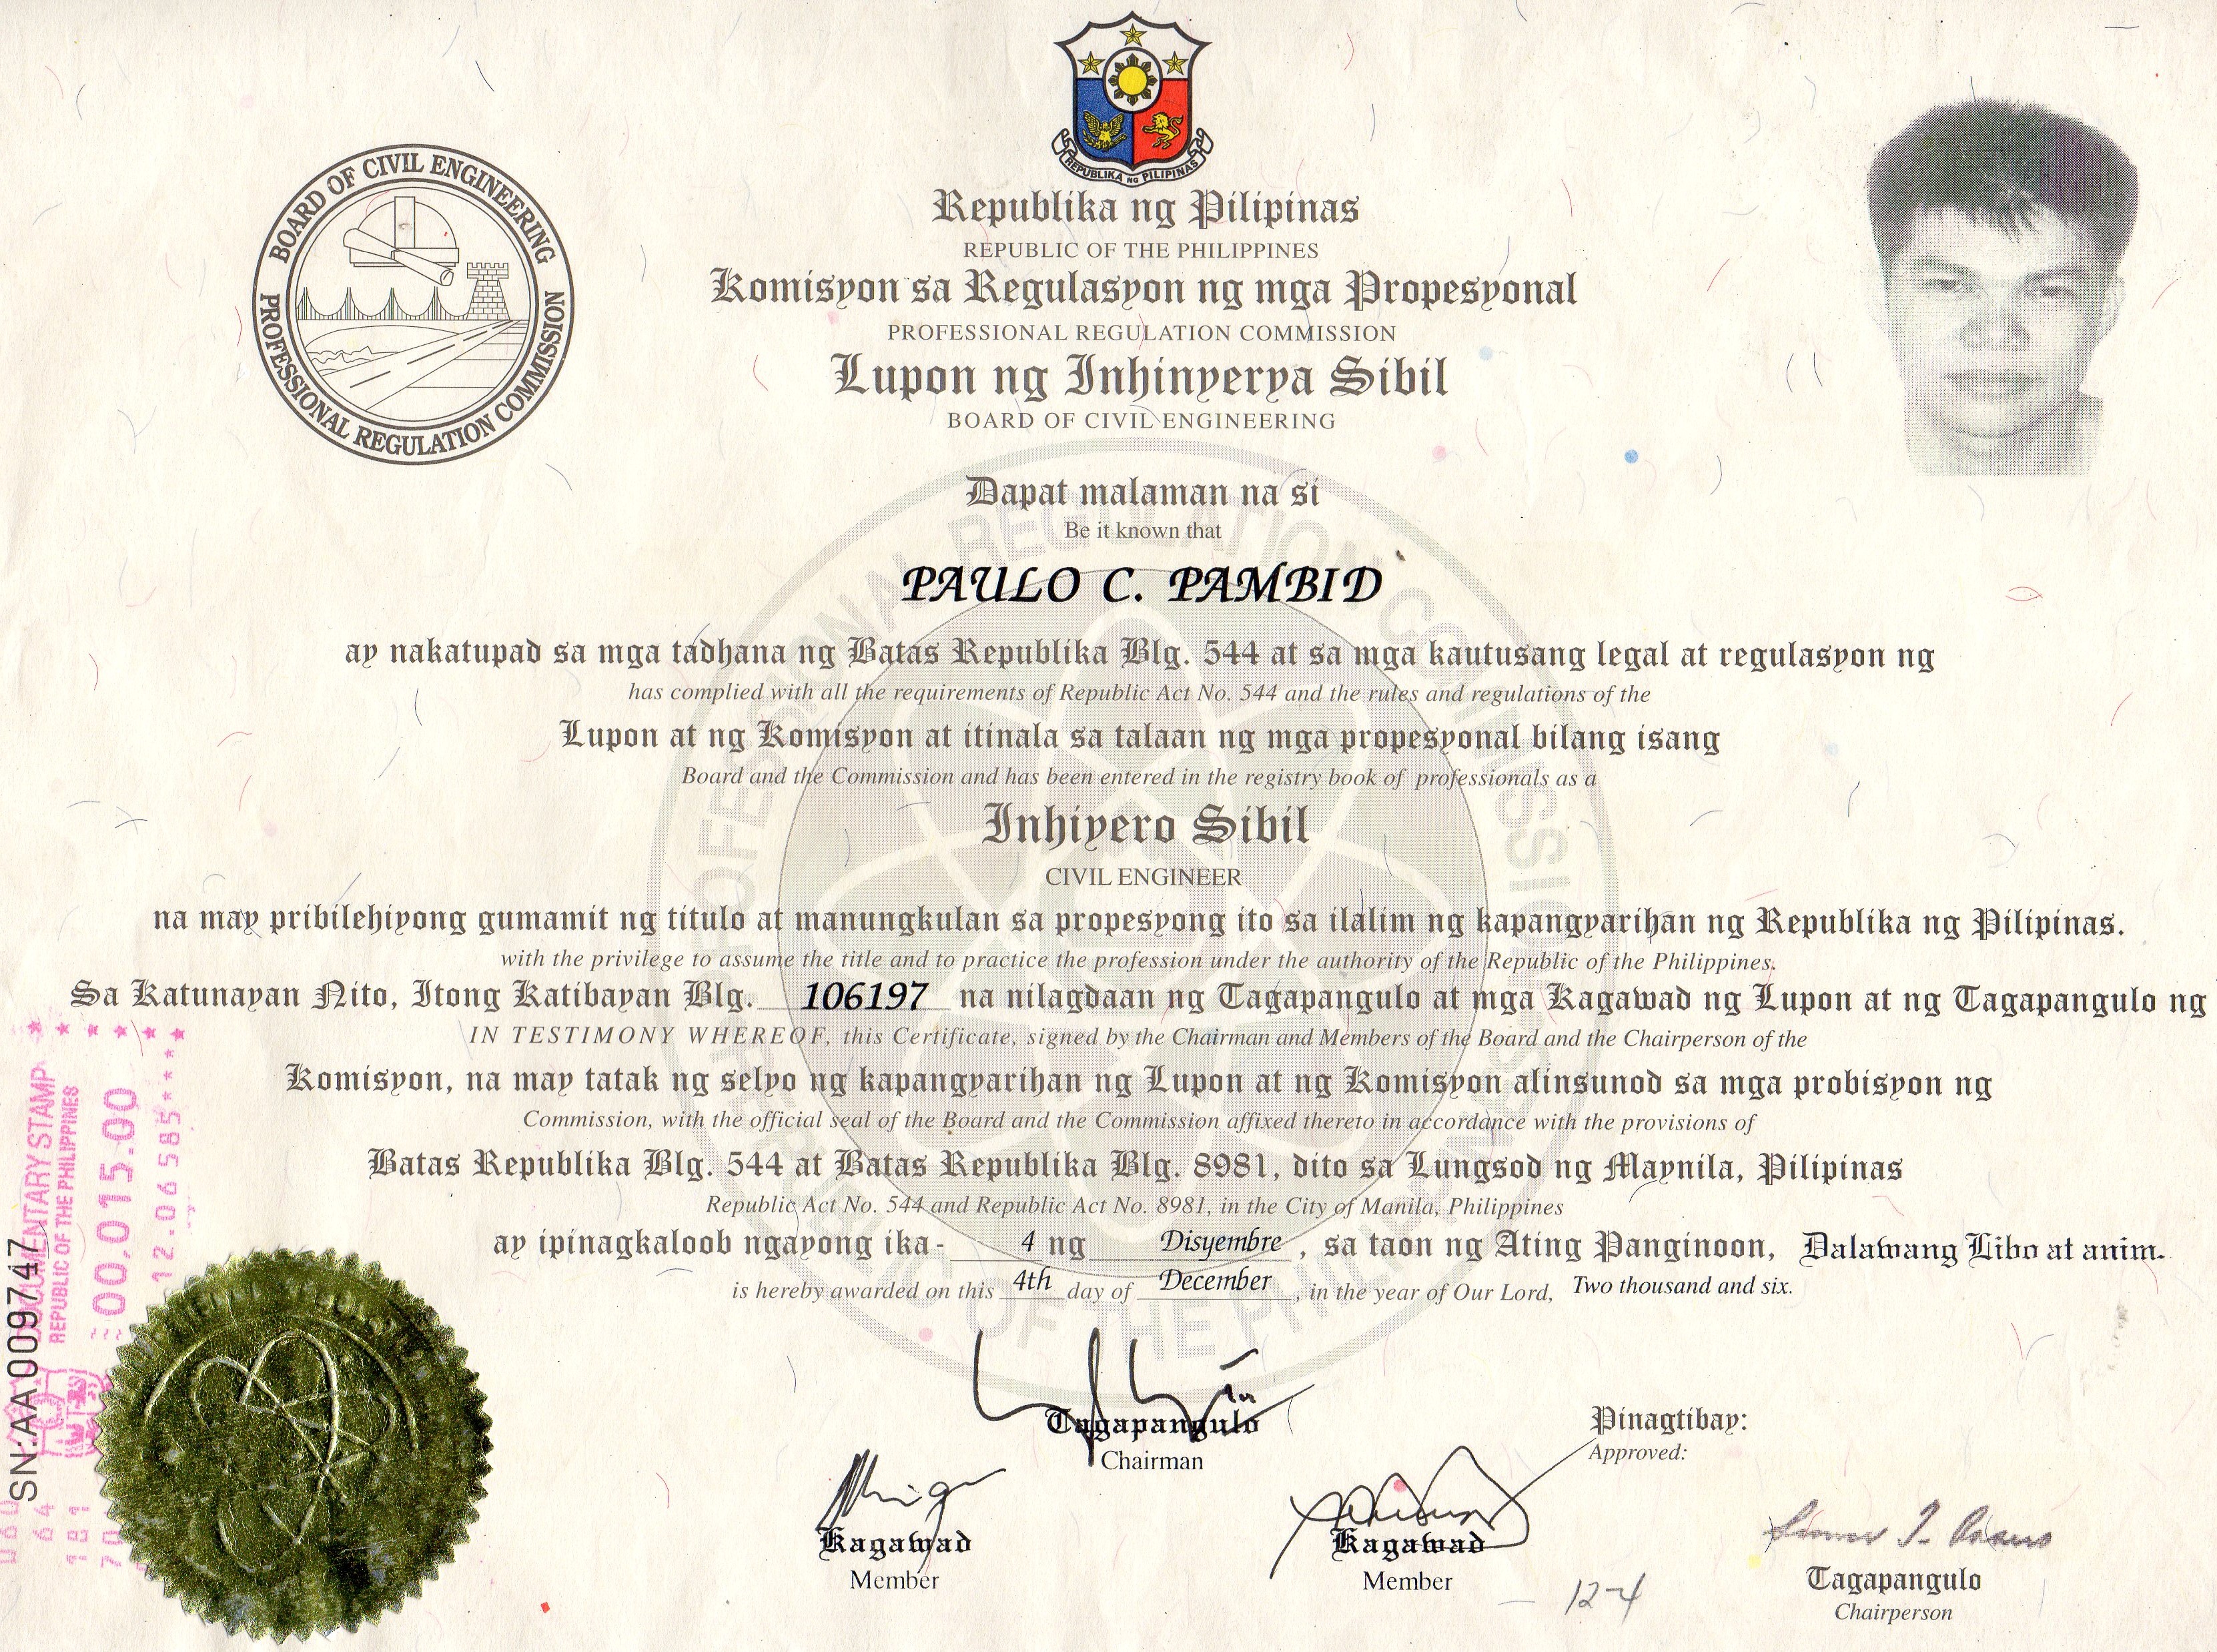 REPUBLIKA NG PILIPINAS
BOARD OF CIVIL ENGINEERING
PROFESSIONAL REGULATION COMMISSION
Republika ng Pilipinas
REPUBLIC OF THE PHILIPPINES
Komisyon sa Regulasyon ng mga Propesyonal
PROFESSIONAL REGULATION COMMISSION
Lupon ng Inhinyerya Sibil
BOARD OF CIVIL ENGINEERING
Dapat malaman na si
Be it known that
PAULO C. PAMBID
ay nakatupad sa mga tadhana ng Batas Republika Blg. 544 at sa mga kautusang legal at regulasyon ng
has complied with all the requirements of Republic Act No. 544 and the rules and regulations of the
Lupon at ng Komisyon at itinala sa talaan ng mga propesyonal bilang isang
Board and the Commission and has been entered in the registry book of professionals as a
Inhiyero Sibil
CIVIL ENGINEER
na may pribilehiyong gumamit ng titulo at manungkulan sa propesyong ito sa ilalim ng kapangyarihan ng Republika ng Pilipinas.
with the privilege to assume the title and to practice the profession under the authority of the Republic of the Philippines.
Sa Katunayan Nito, Itong Katibayan Blg. 106197 na nilagdaan ng Tagapangulo at mga Kagawad ng Lupon at ng Tagapangulo ng
IN TESTIMONY WHEREOF, this Certificate, signed by the Chairman and Members of the Board and the Chairperson of the
Komisyon, na may tatak ng selyo ng kapangyarihan ng Lupon at ng Komisyon alinsunod sa mga probisyon ng
Commission, with the official seal of the Board and the Commission affixed thereto in accordance with the provisions of
Batas Republika Blg. 544 at Batas Republika Blg. 8981, dito sa Lungsod ng Maynila, Pilipinas
Republic Act No. 544 and Republic Act No. 8981, in the City of Manila, Philippines
ay ipinagkaloob ngayong ika- 4 ng Disyembre , sa taon ng Ating Panginoon, Dalawang Libo at anim.
is hereby awarded on this 4th day of December , in the year of Our Lord, Two thousand and six.
Tagapangulo
Chairman
Pinagtibay:
Approved:
Kagawad
Member
Kagawad
Member
12-4
Tagapangulo
Chairperson
SN:AA 009747
DOCUMENTARY STAMP
REPUBLIC OF THE PHILIPPINES
00,015.00
12.06 585
PROFESSIONAL REGULATION COMMISSION
REPUBLIC OF THE PHILIPPINES